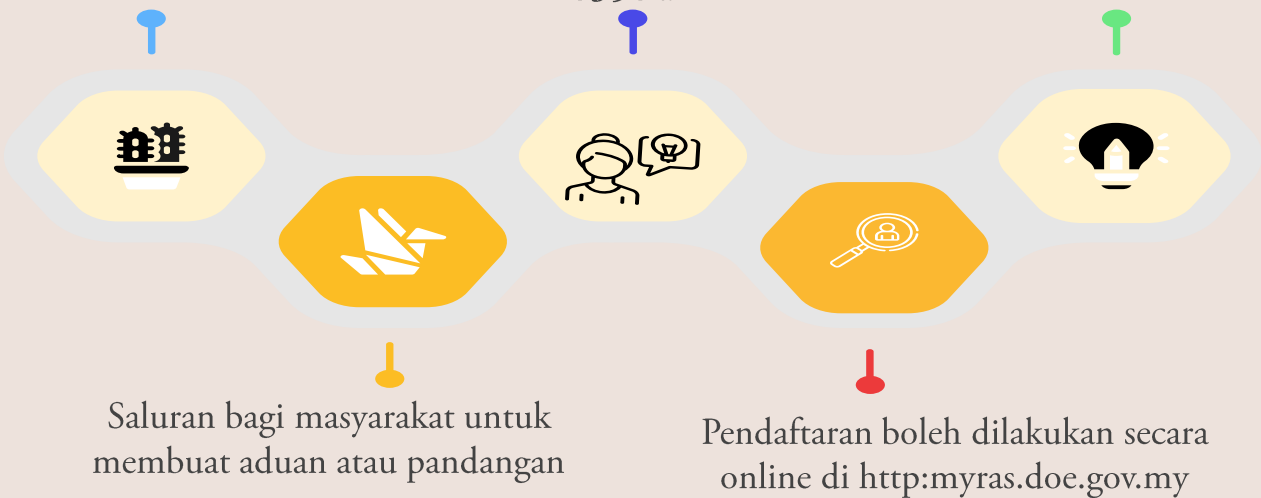 Saluran bagi masyarakat untuk
membuat aduan atau pandangan
Pendaftaran boleh dilakukan secara
online di http:myras.doe.gov.my